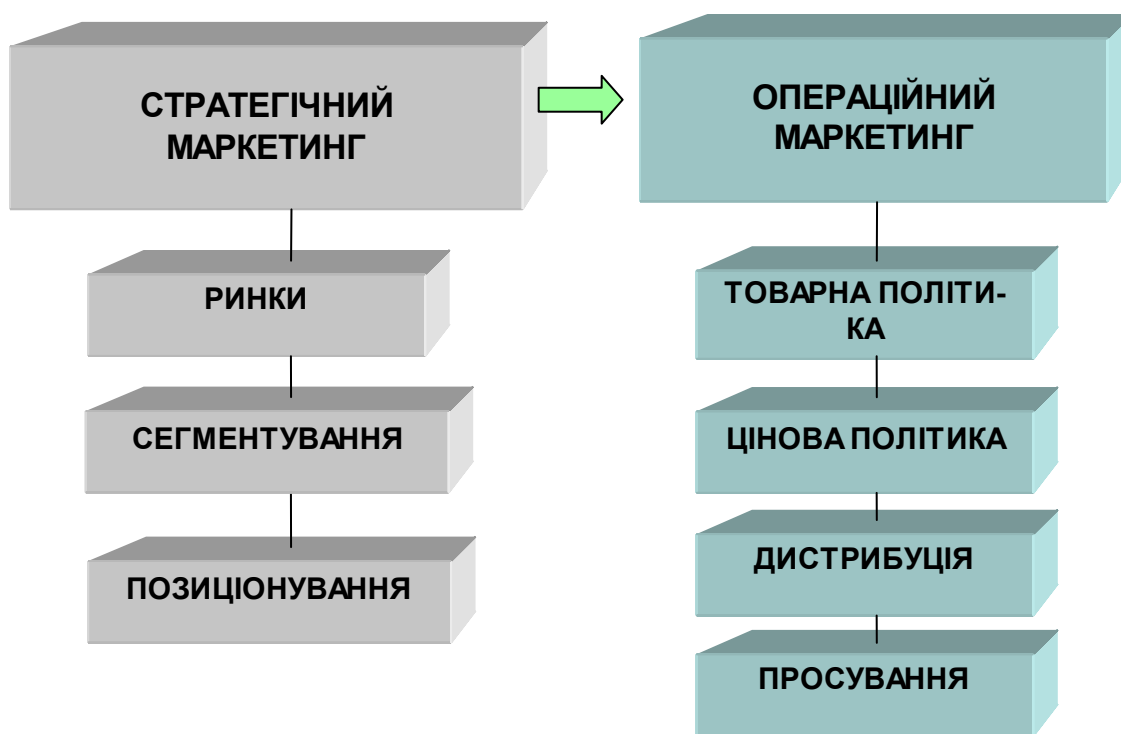 СТРАТЕГІЧНИЙ
МАРКЕТИНГ
РИНКИ
СЕГМЕНТУВАННЯ
ПОЗИЦІОНУВАННЯ
ОПЕРАЦІЙНИЙ
МАРКЕТИНГ
ТОВАРНА ПОЛІТИ-
КА
ЦІНОВА ПОЛІТИКА
ДИСТРИБУЦІЯ
ПРОСУВАННЯ